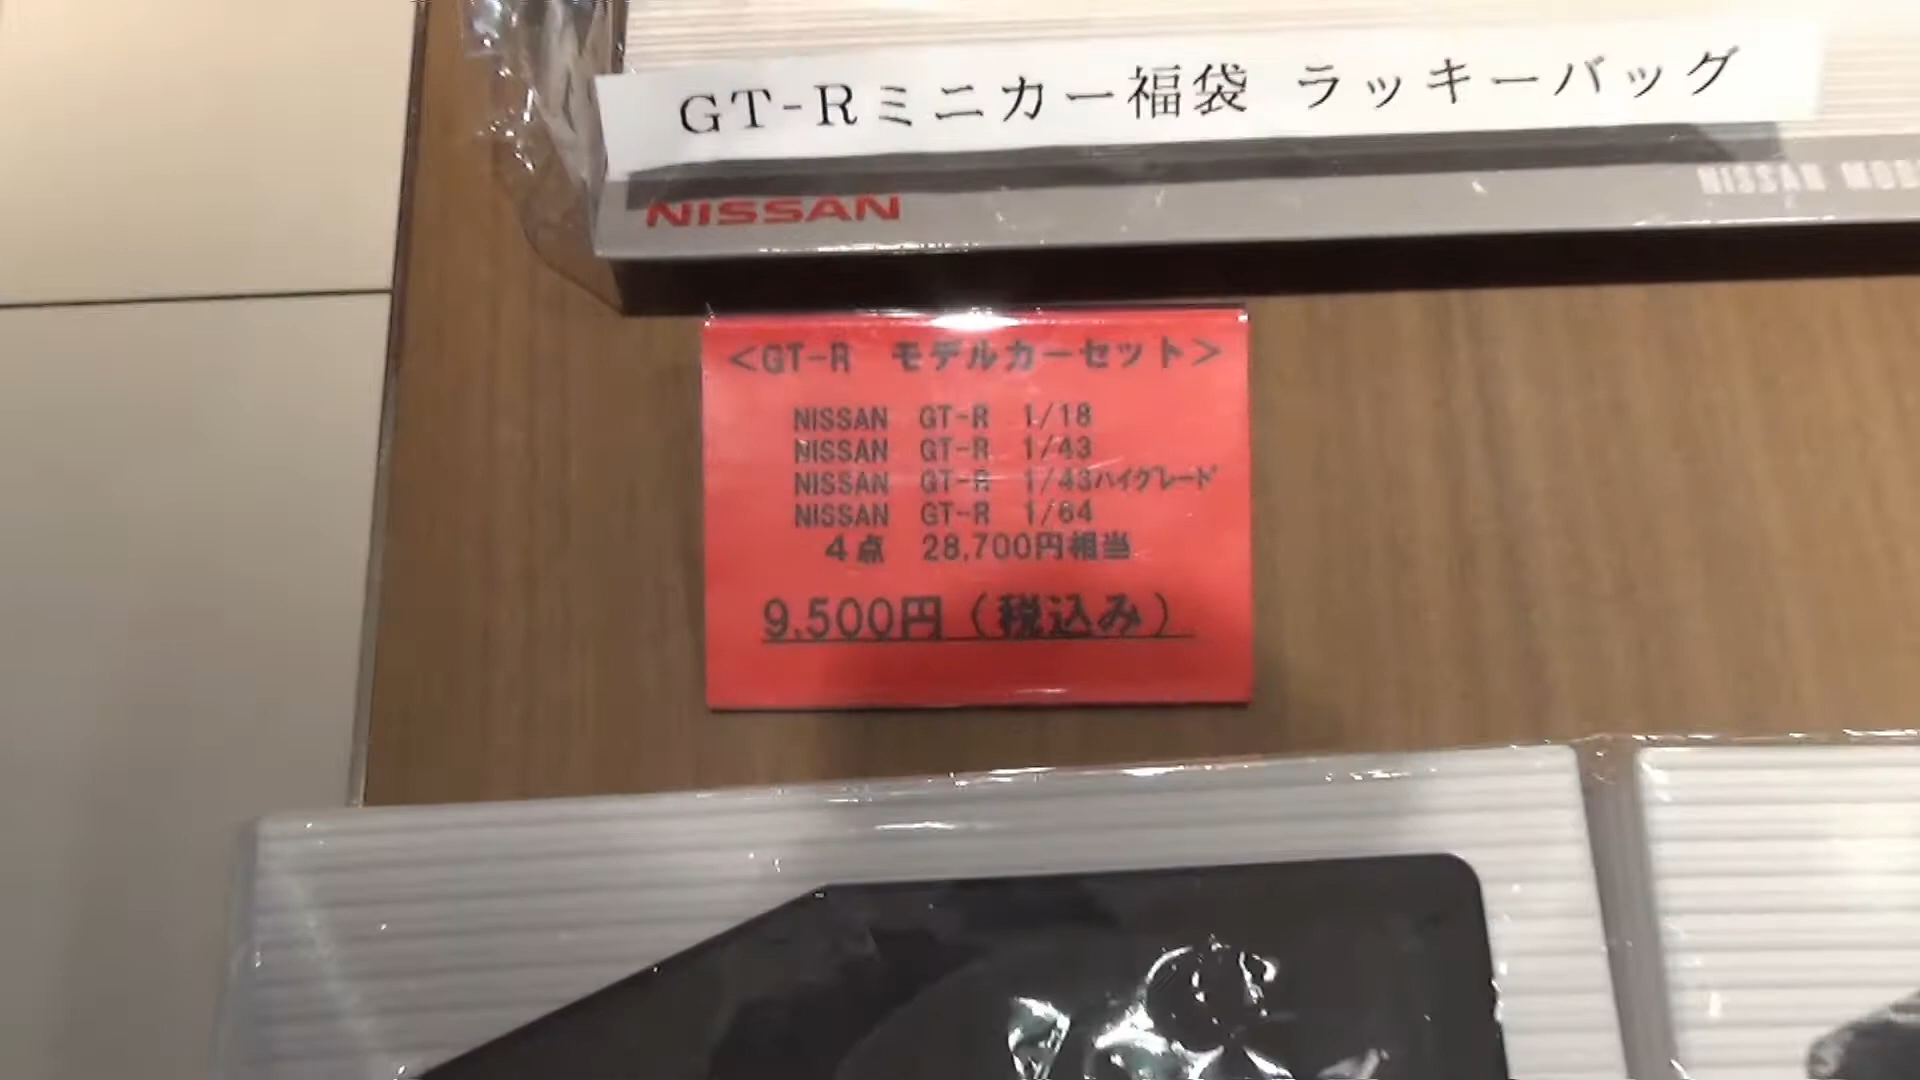 GT-Rミニカー福袋 ラッキーバッグ
NISSAN
NISSAN
<GT-R モデルカーセット>
NISSAN GT-R 1/18
NISSAN GT-R 1/43
NISSAN GT-R 1/43ハイグレード
NISSAN GT-R 1/64
4点 28,700円相当
9,500円(税込み)